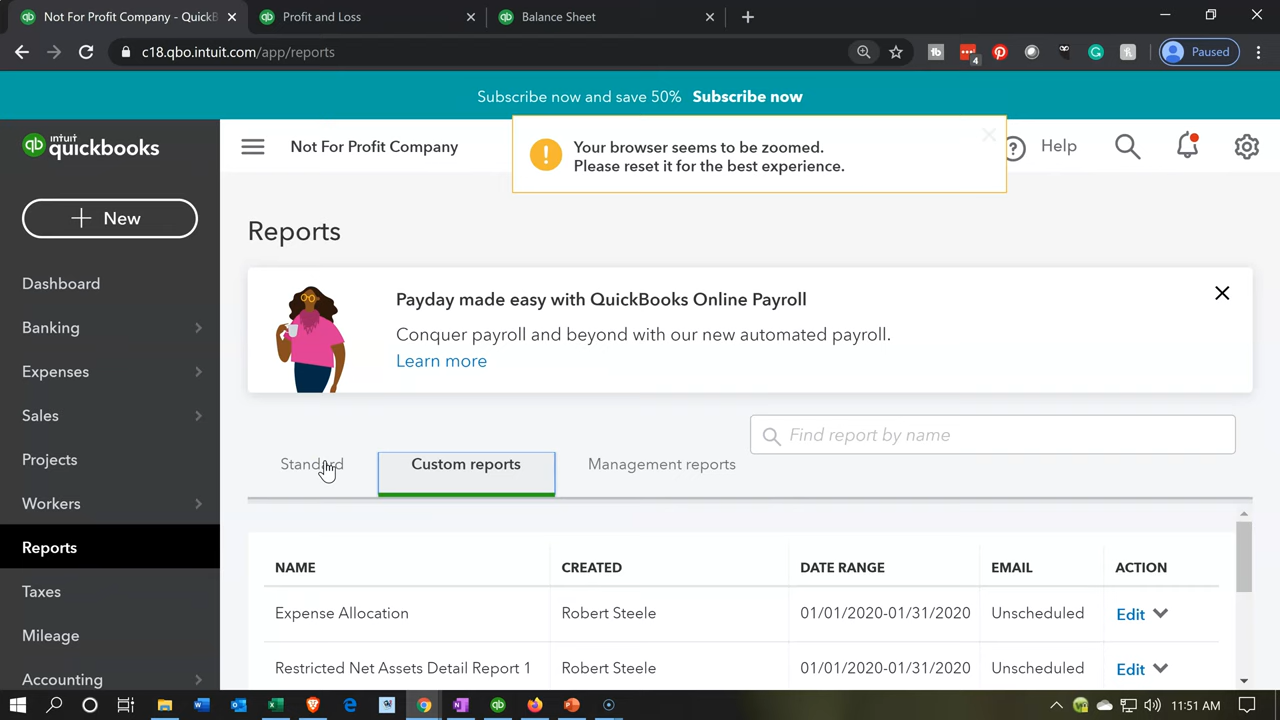 Not For Profit Company - QuickB
Profit and Loss
Balance Sheet
c18.qbo.intuit.com/app/reports
4
Paused
Subscribe now and save 50% Subscribe now
intuit
quickbooks
Not For Profit Company
Your browser seems to be zoomed.
Please reset it for the best experience.
Help
New
Reports
Dashboard
Banking
Expenses
Sales
Projects
Workers
Reports
Taxes
Mileage
Accounting
Payday made easy with QuickBooks Online Payroll
Conquer payroll and beyond with our new automated payroll.
Learn more
Find report by name
Standard
Custom reports
Management reports
NAME CREATED DATE RANGE EMAIL ACTION
Expense Allocation Robert Steele 01/01/2020-01/31/2020 Unscheduled Edit
Restricted Net Assets Detail Report 1 Robert Steele 01/01/2020-01/31/2020 Unscheduled Edit
11:51 AM